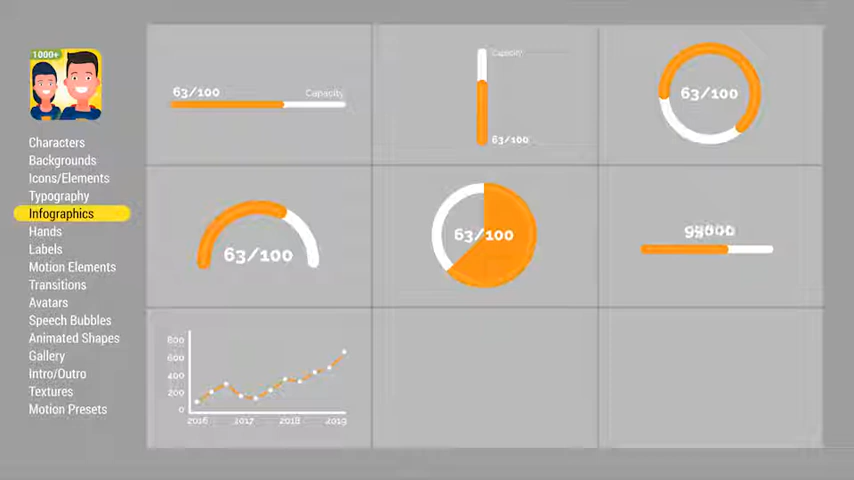 1000+
Characters
Backgrounds
Icons/Elements
Typography
Infographics
Hands
Labels
Motion Elements
Transitions
Avatars
Speech Bubbles
Animated Shapes
Gallery
Intro/Outro
Textures
Motion Presets
63/100
Capacity
Capacity
63/100
63/100
63/100
63/100
800
600
400
200
0
2016 2017 2018 2019